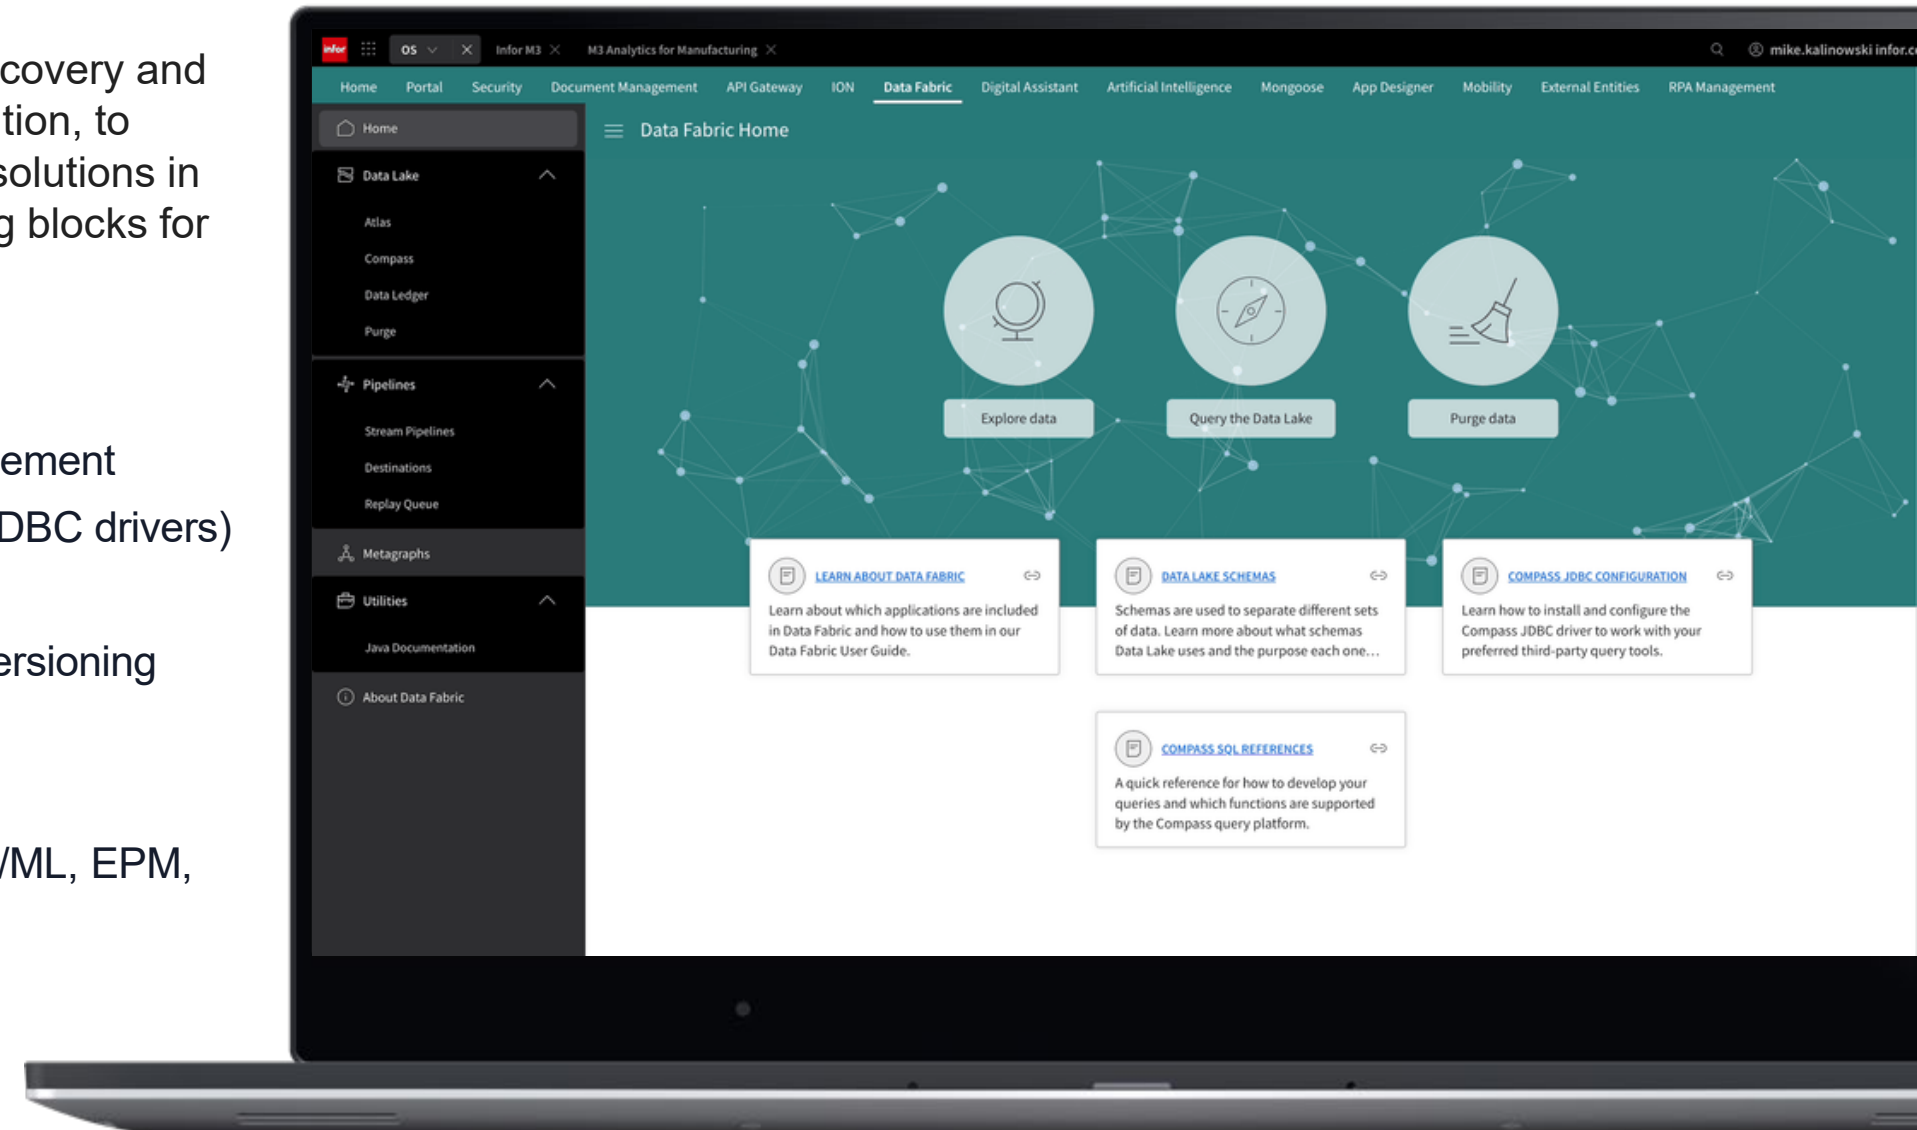 covery and
tion, to
solutions in
g blocks for
ement
DBC drivers)
ersioning
/ML, EPM,
infor
OS
Infor M3
M3 Analytics for Manufacturing
mike.kalinowski infor.co
Home
Portal
Security
Document Management
API Gateway
ION
Data Fabric
Digital Assistant
Artificial Intelligence
Mongoose
App Designer
Mobility
External Entities
RPA Management
Home
Data Lake
Atlas
Compass
Data Ledger
Purge
Pipelines
Stream Pipelines
Destinations
Replay Queue
Metagraphs
Utilities
Java Documentation
About Data Fabric
Data Fabric Home
Explore data
Query the Data Lake
Purge data
LEARN ABOUT DATA FABRIC
Learn about which applications are included
in Data Fabric and how to use them in our
Data Fabric User Guide.
DATA LAKE SCHEMAS
Schemas are used to separate different sets
of data. Learn more about what schemas
Data Lake uses and the purpose each one...
COMPASS JDBC CONFIGURATION
Learn how to install and configure the
Compass JDBC driver to work with your
preferred third-party query tools.
COMPASS SQL REFERENCES
A quick reference for how to develop your
queries and which functions are supported
by the Compass query platform.